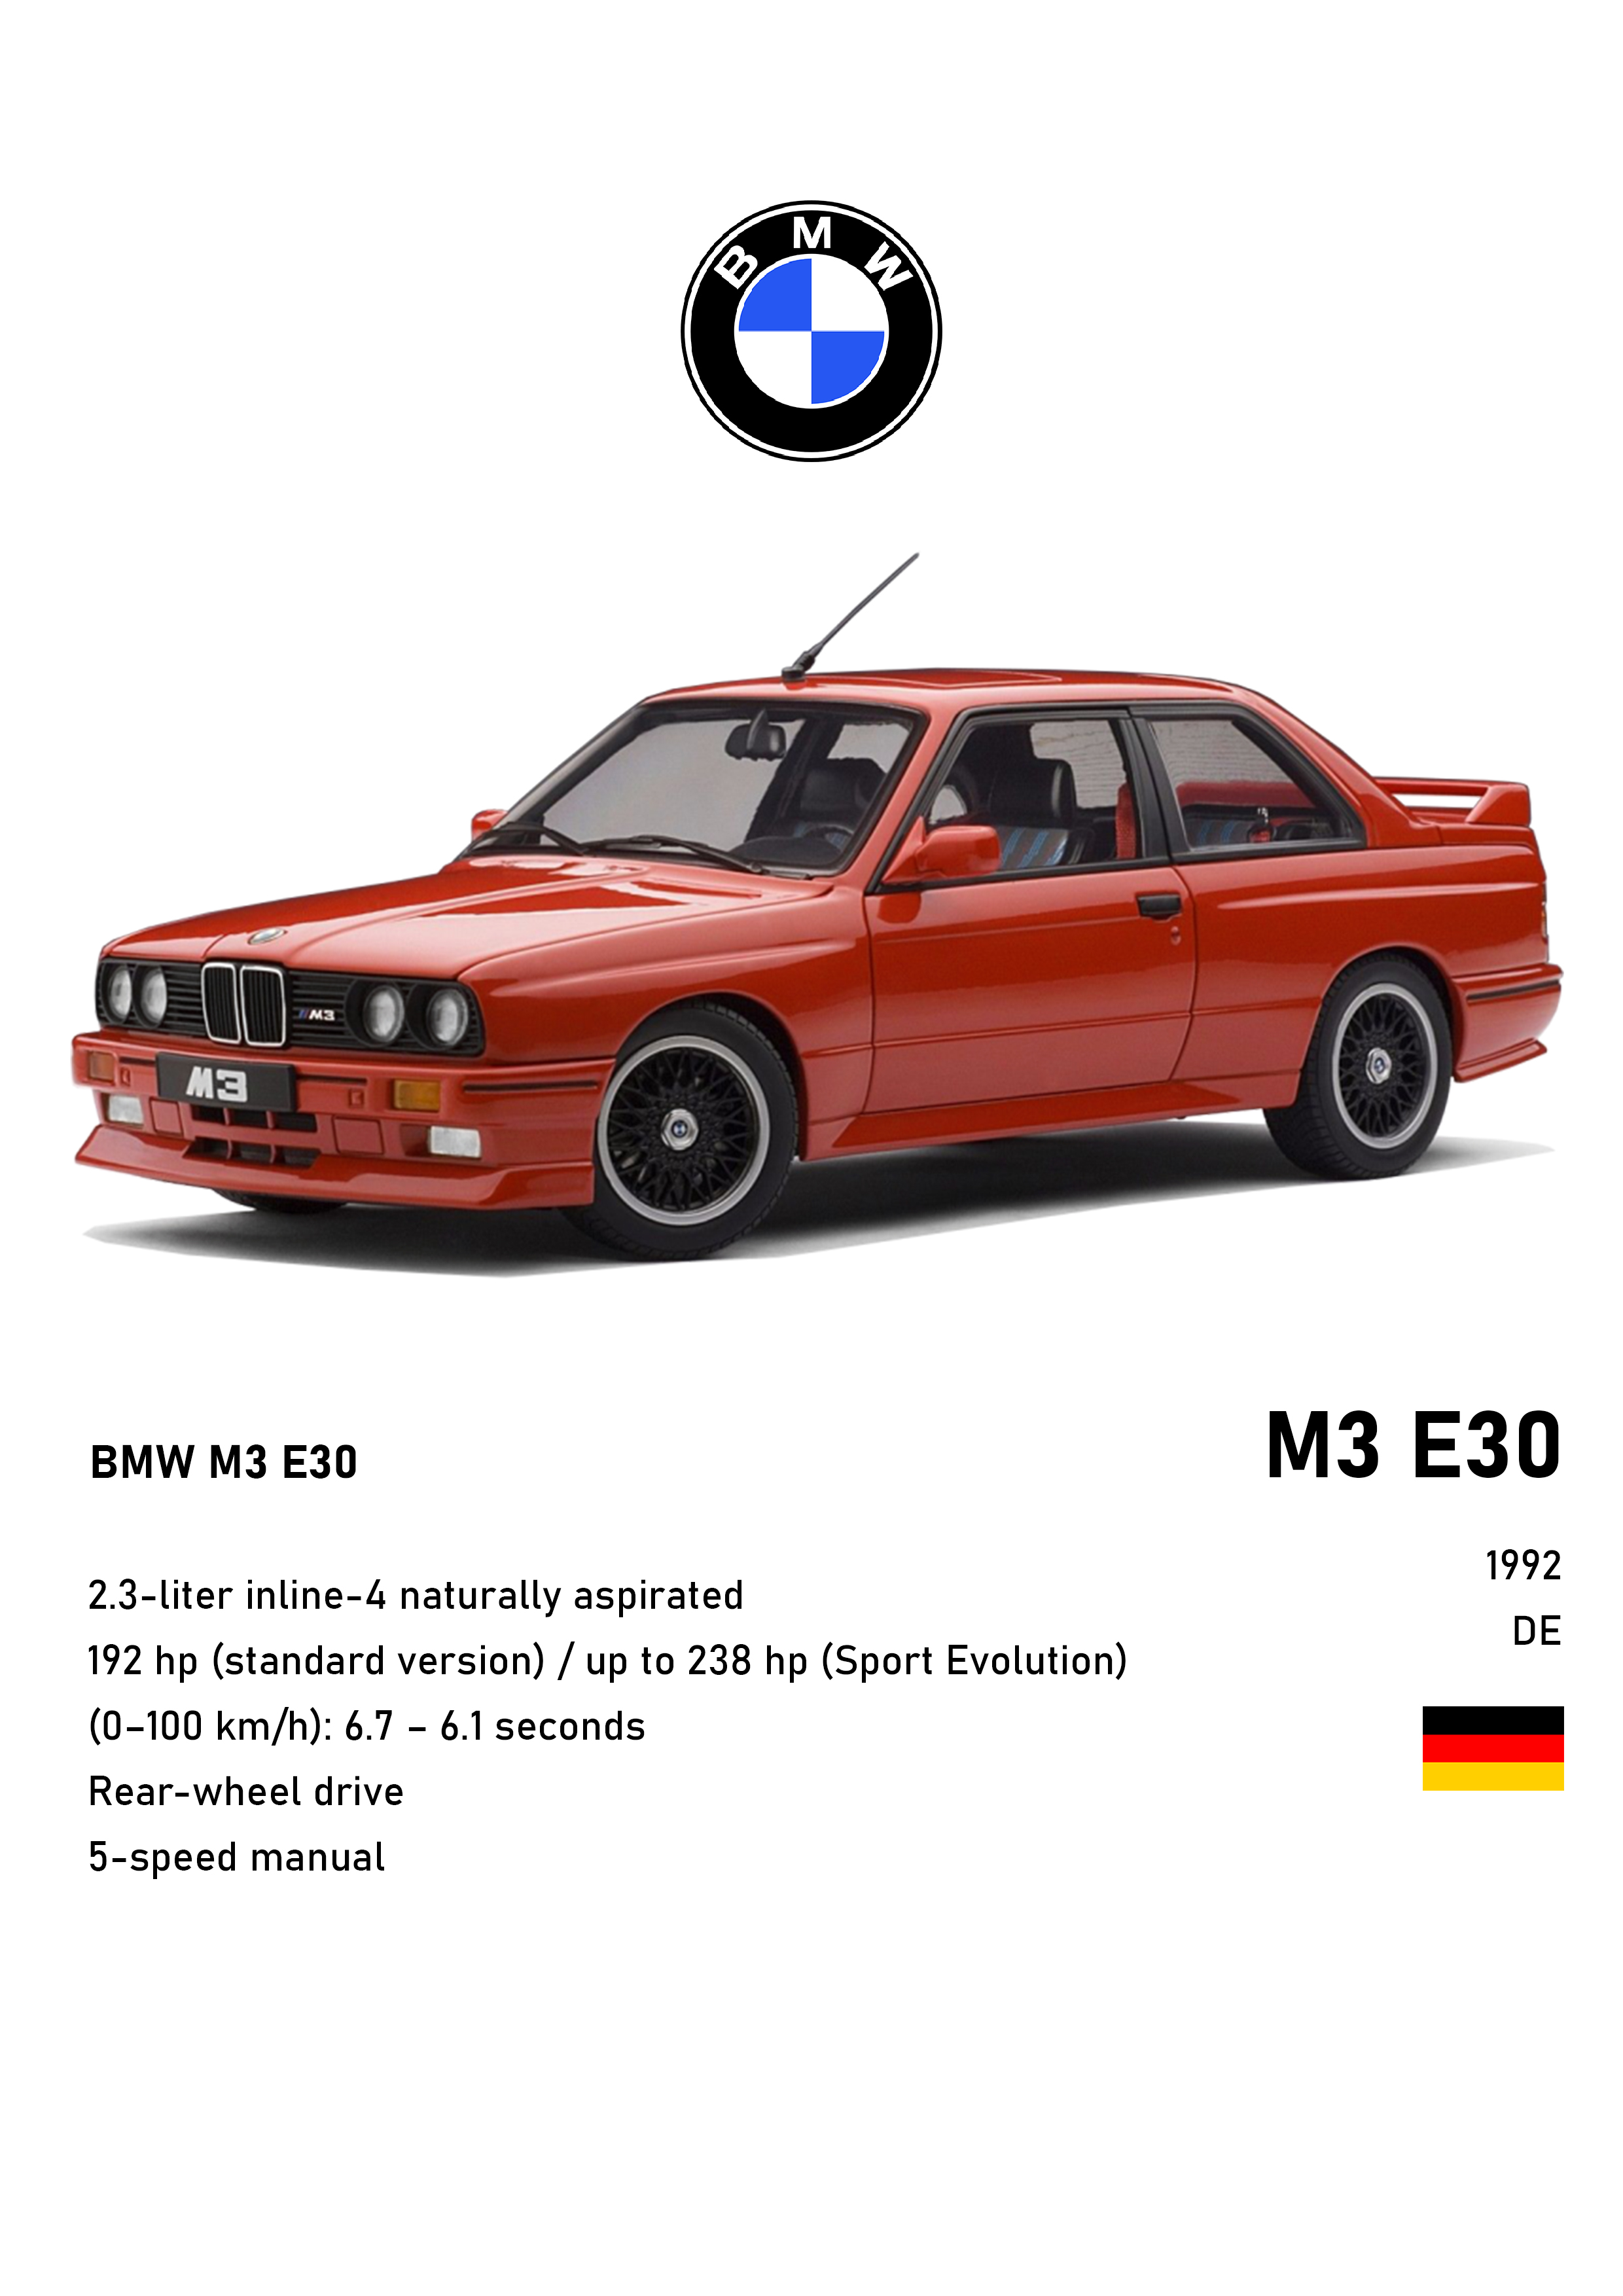 BMW
M3
M3
BMW M3 E30
M3 E30
2.3-liter inline-4 naturally aspirated
192 hp (standard version) / up to 238 hp (Sport Evolution)
(0–100 km/h): 6.7 – 6.1 seconds
Rear-wheel drive
5-speed manual
1992
DE